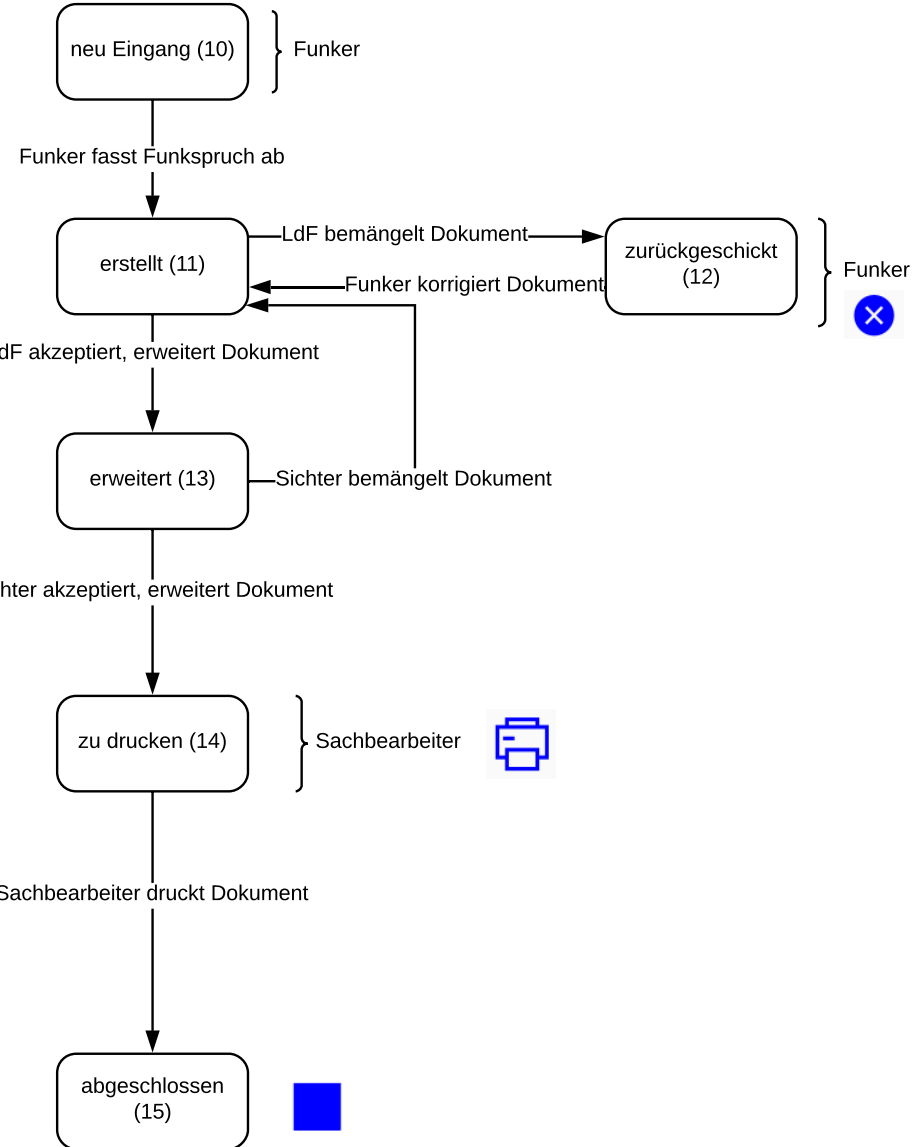 neu Eingang (10)
Funker
Funker fasst Funkspruch ab
LdF bemängelt Dokument
erstellt (11)
zurückgeschickt
(12)
Funker
Funker korrigiert Dokument
dF akzeptiert, erweitert Dokument
erweitert (13)
Sichter bemängelt Dokument
hter akzeptiert, erweitert Dokument
zu drucken (14)
Sachbearbeiter
Sachbearbeiter druckt Dokument
abgeschlossen
(15)